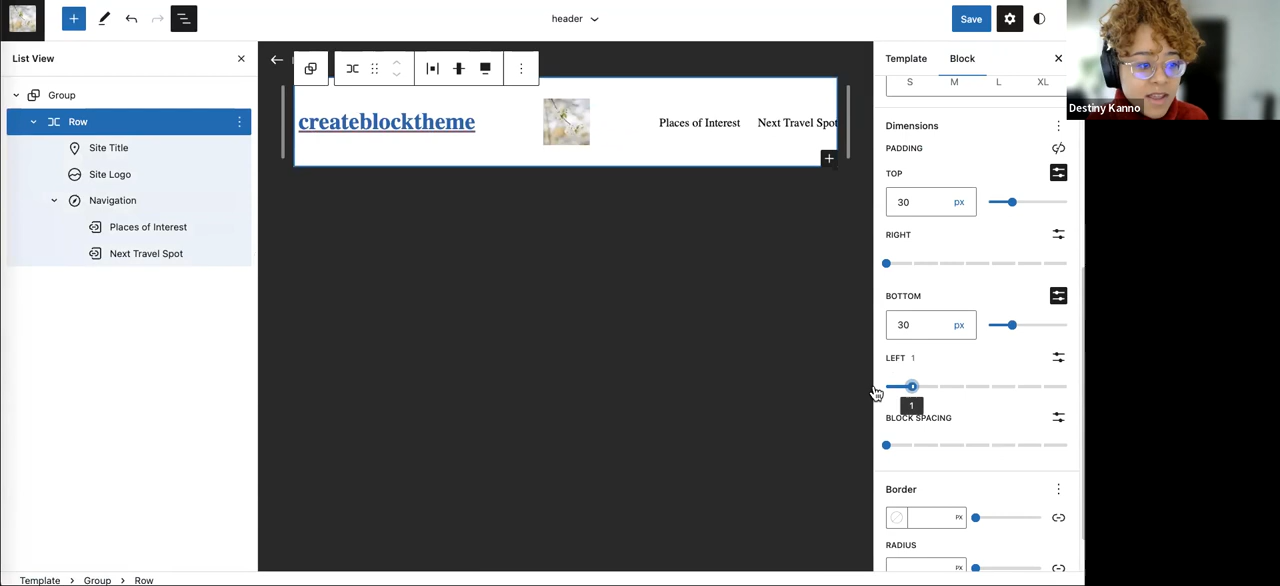 header
Save
List View
Template
Block
Group
S M L XL
Row
createblocktheme
Places of Interest
Next Travel Spot
Destiny Kanno
Dimensions
PADDING
Site Title
Site Logo
TOP
Navigation
30 px
Places of Interest
RIGHT
Next Travel Spot
BOTTOM
30 px
LEFT 1
1
BLOCK SPACING
Border
PX
RADIUS
PX
Template > Group > Row